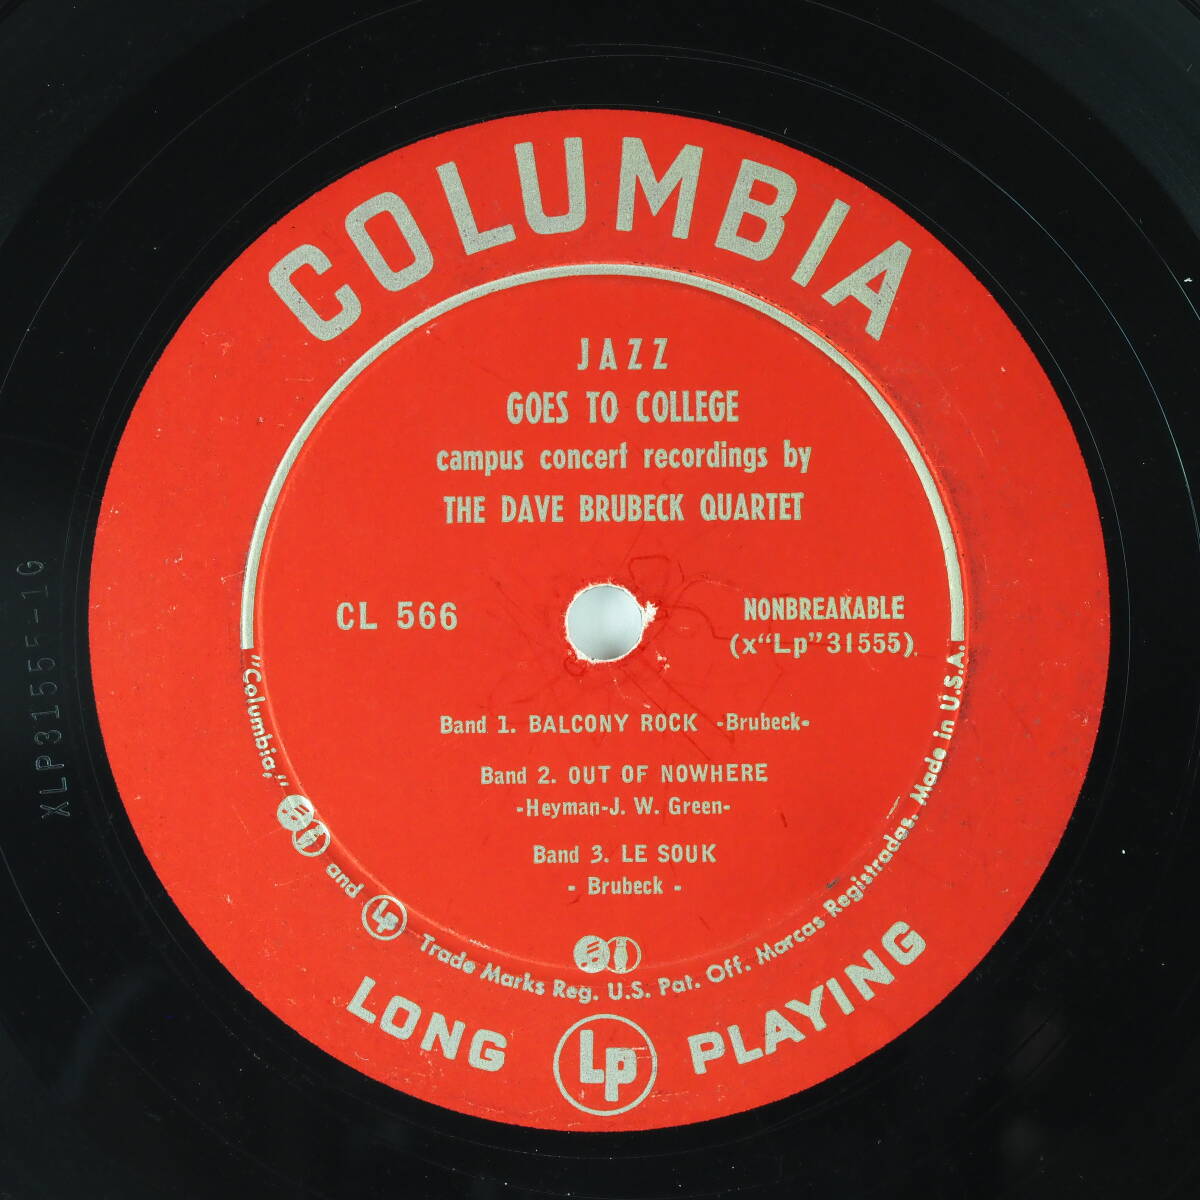 COLUMBIA
JAZZ
GOES TO COLLEGE
campus concert recordings by
THE DAVE BRUBECK QUARTET
CL 566
NONBREAKABLE
(x“Lp”31555)
Band 1. BALCONY ROCK -Brubeck-
Band 2. OUT OF NOWHERE
-Heyman-J. W. Green-
Band 3. LE SOUK
- Brubeck -
"Columbia," and Lp Trade Marks Reg. U.S. Pat. Off. Marcas Registradas. Made in U.S.A.
LONG Lp PLAYING
XLP31555-1G